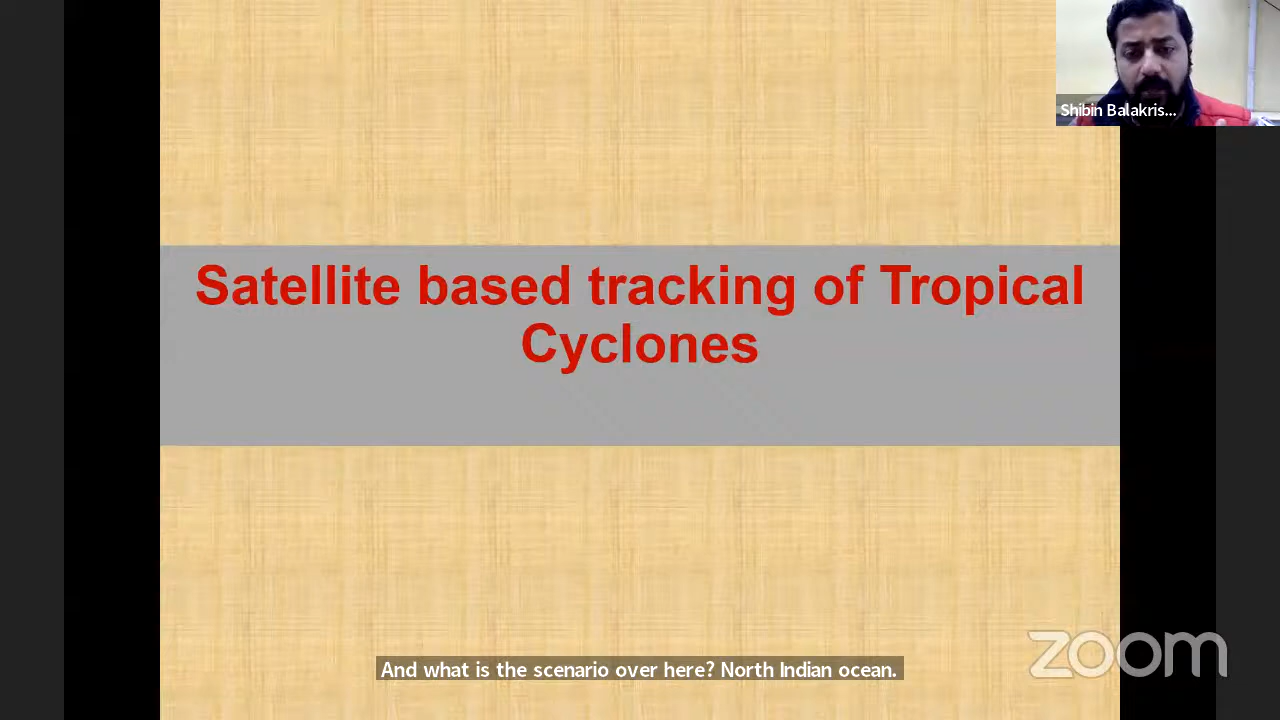 Shibin Balakris...
Satellite based tracking of Tropical
Cyclones
And what is the scenario over here? North Indian ocean.
zoom